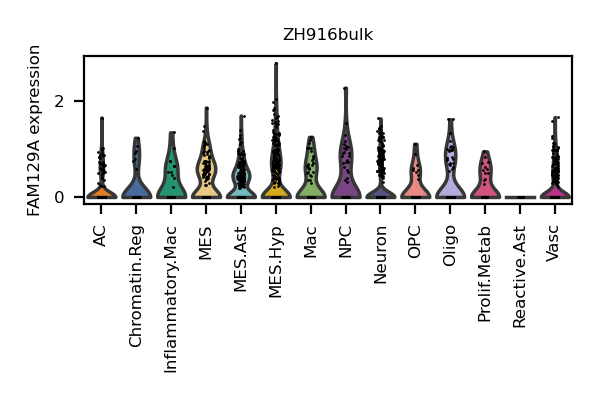 ZH916bulk
FAM129A expression
2
0
AC
Chromatin.Reg
Inflammatory.Mac
MES
MES.Ast
MES.Hyp
Mac
NPC
Neuron
OPC
Oligo
Prolif.Metab
Reactive.Ast
Vasc